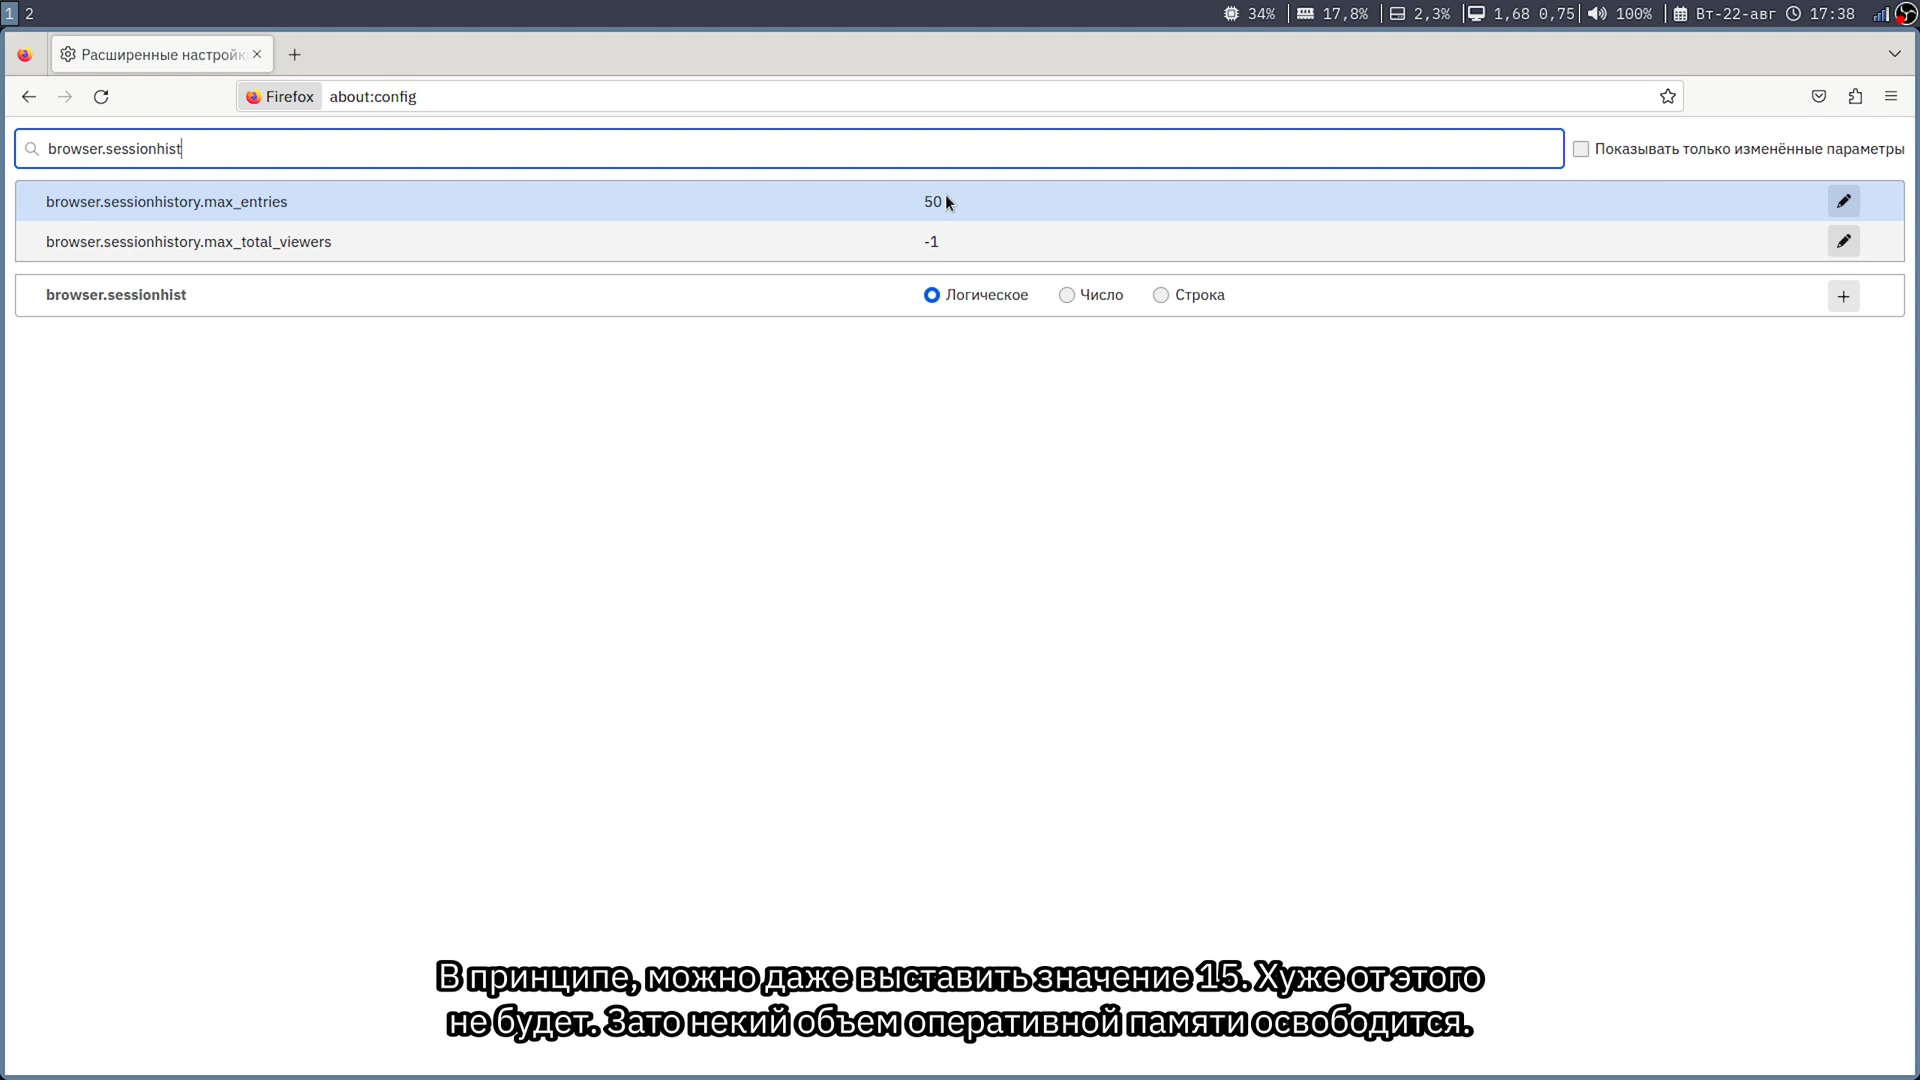 1 2 34% 17,8% 2,3% 1,68 0,75 100% Вт-22-авг 17:38
Расширенные настройк
Firefox about:config
browser.sessionhist Показывать только изменённые параметры
browser.sessionhistory.max_entries 50
browser.sessionhistory.max_total_viewers -1
browser.sessionhist Логическое Число Строка
В принципе, можно даже выставить значение 15. Хуже от этого
не будет. Зато некий объем оперативной памяти освободится.